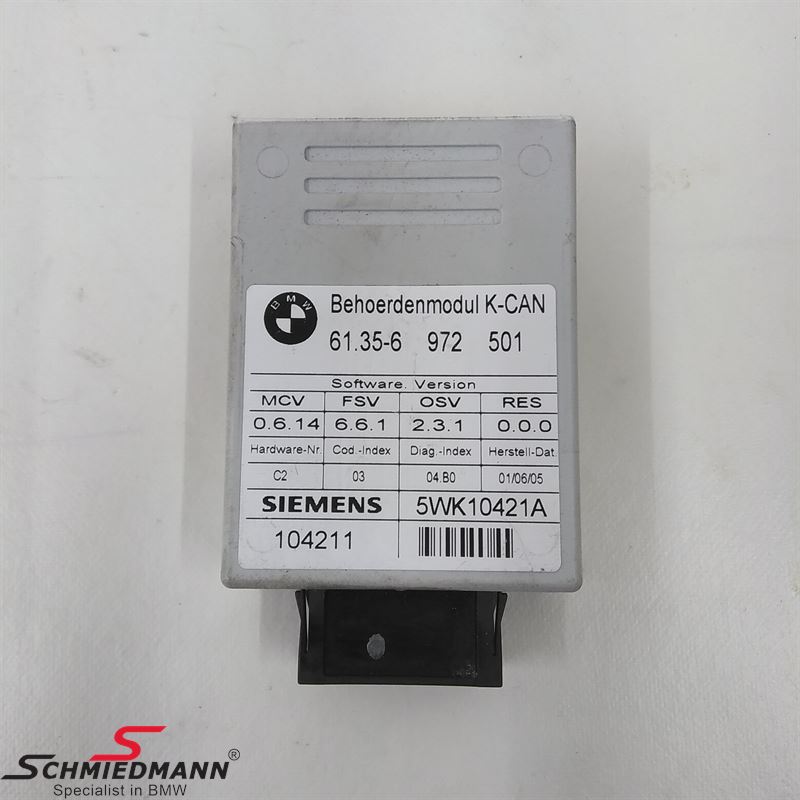 BMW
Behoerdenmodul K-CAN
61.35-6 972 501
Software. Version
MCV FSV OSV RES
0.6.14 6.6.1 2.3.1 0.0.0
Hardware-Nr. Cod.-Index Diag.-Index Herstell-Dat.
C2 03 04.B0 01/06/05
SIEMENS 5WK10421A
104211
SCHMIEDMANN®
Specialist in BMW